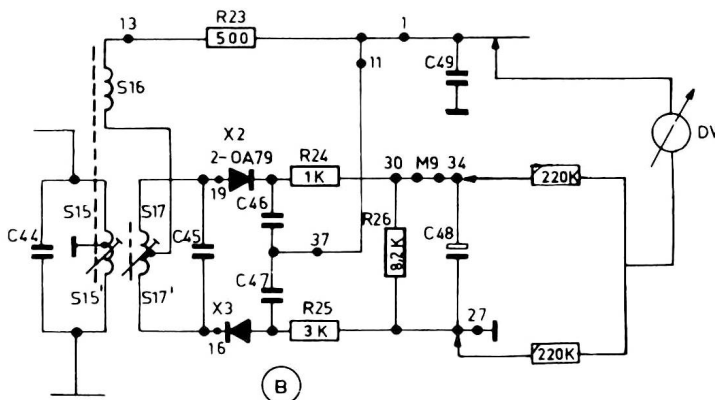 13
R23
500
1
11
C49
S16
X2
2-OA79
R24
1K
30
M9
34
220K
DV
19
S15
S17
C44
C45
C46
R26
8,2K
C48
37
C47
S15'
S17'
X3
R25
3K
27
16
220K
B